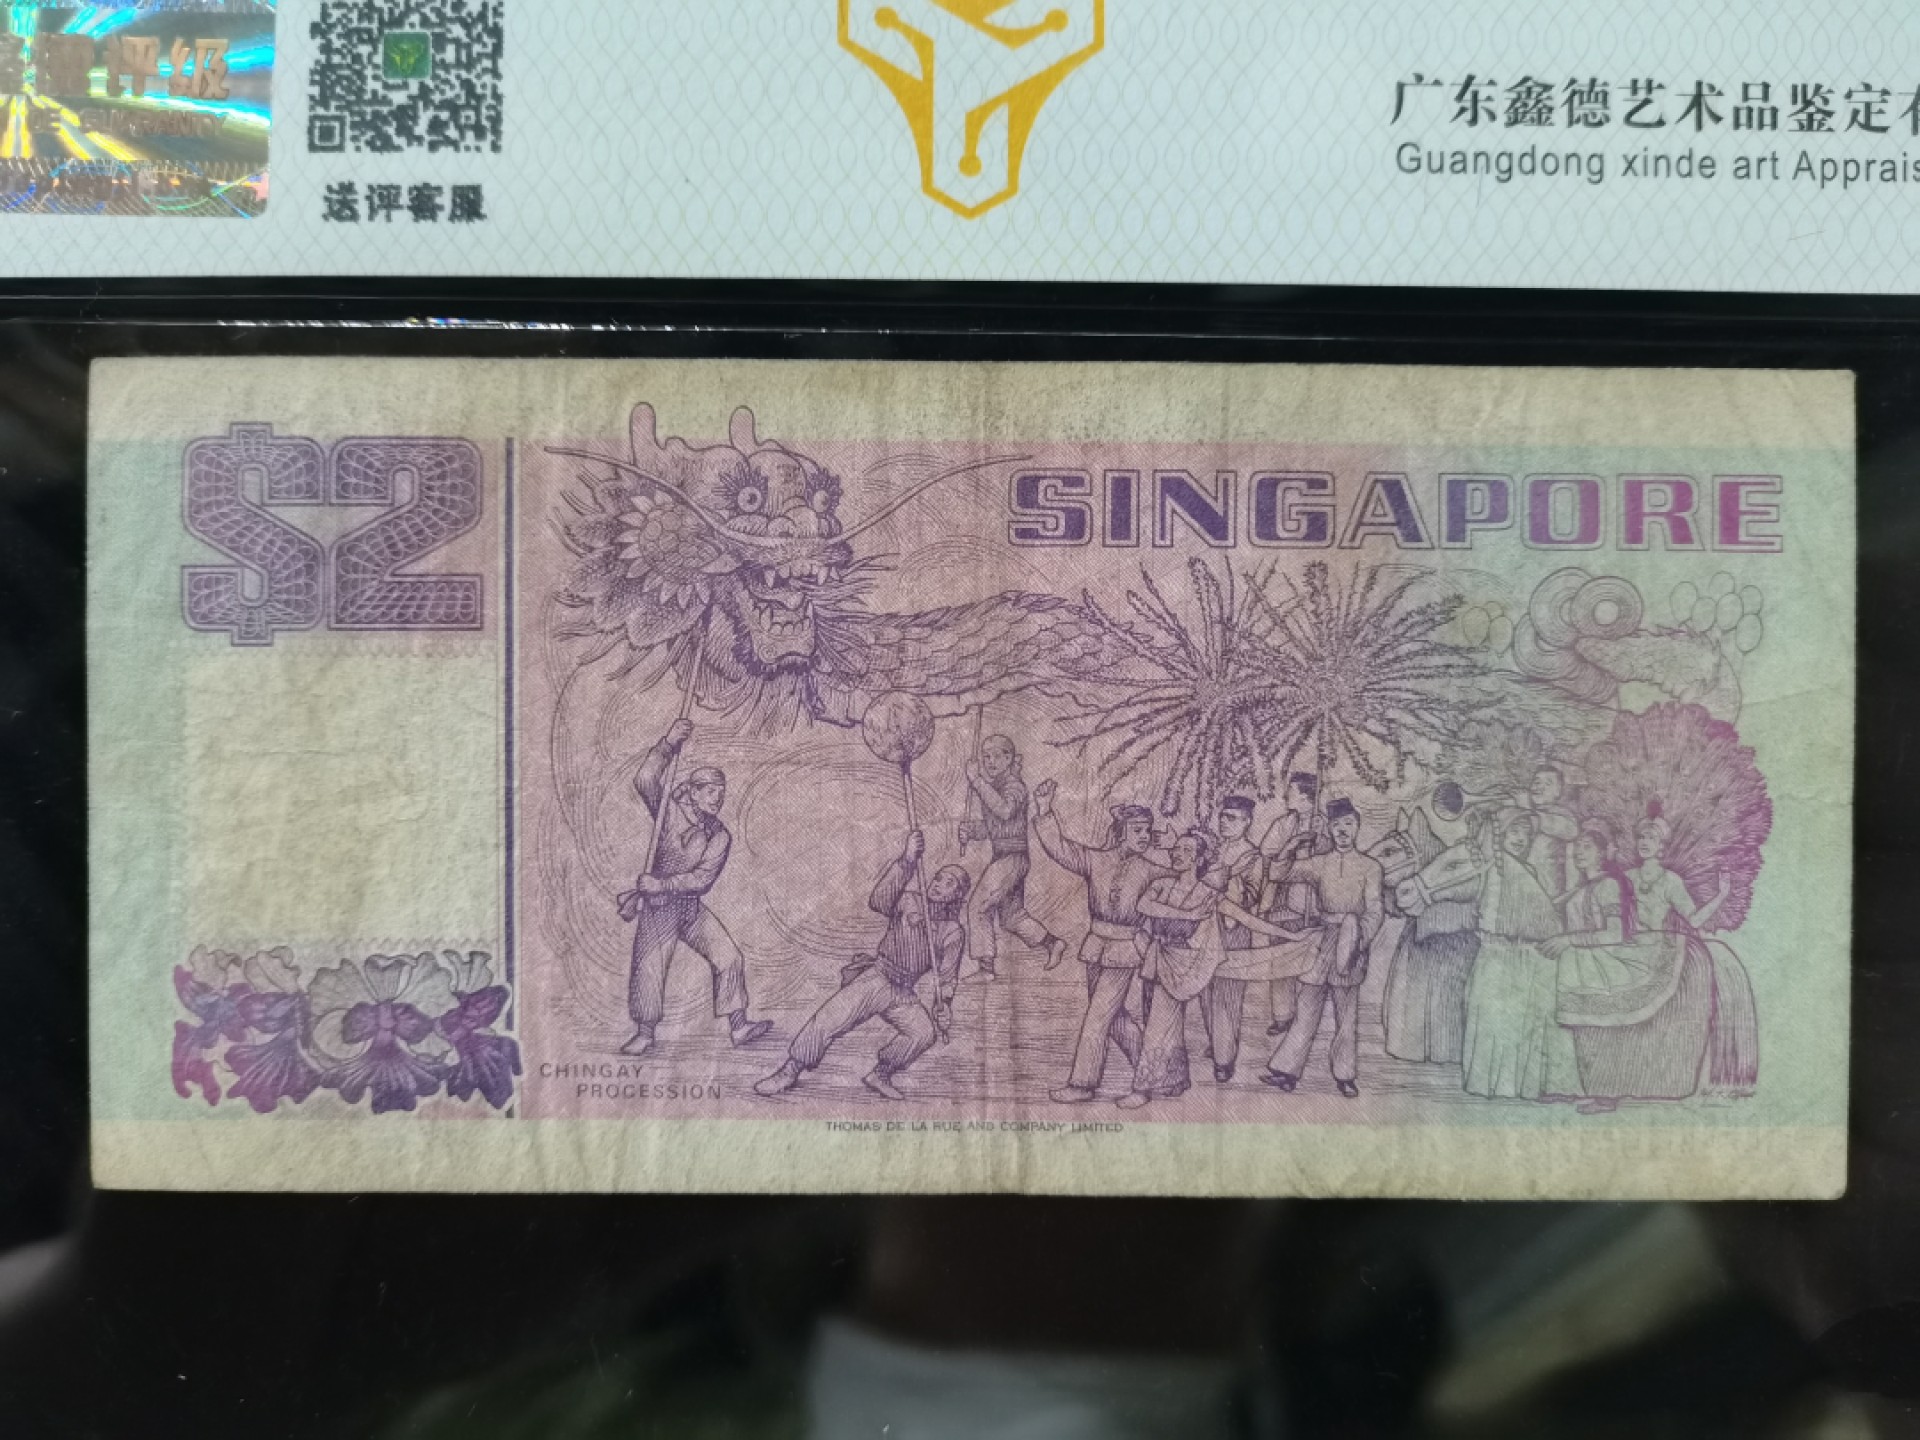 评级
送评客服
广东鑫德艺术品鉴定
Guangdong xinde art Apprais
$2
SINGAPORE
CHINGAY
PROCESSION
THOMAS DE LA RUE AND COMPANY LIMITED